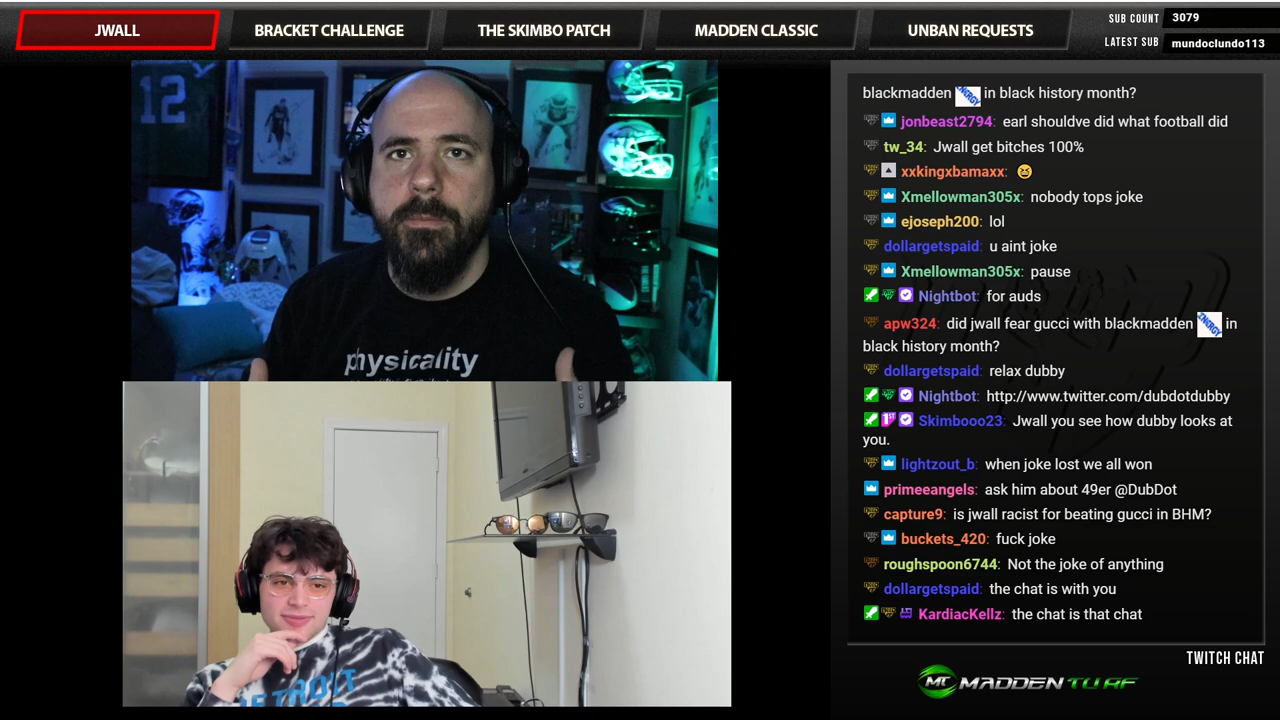 JWALL
BRACKET CHALLENGE
THE SKIMBO PATCH
MADDEN CLASSIC
UNBAN REQUESTS
SUB COUNT 3079
LATEST SUB mundoclundo113
12
physicality
DETROIT
blackmadden ENERGY in black history month?
jonbeast2794: earl shouldve did what football did
tw_34: Jwall get bitches 100%
xxkingxbamaxx: 😆
Xmellowman305x: nobody tops joke
ejoseph200: lol
dollargetspaid: u aint joke
Xmellowman305x: pause
Nightbot: for auds
apw324: did jwall fear gucci with blackmadden ENERGY in
black history month?
dollargetspaid: relax dubby
Nightbot: http://www.twitter.com/dubdotdubby
Skimbooo23: Jwall you see how dubby looks at
you.
lightzout_b: when joke lost we all won
primeeangels: ask him about 49er @DubDot
capture9: is jwall racist for beating gucci in BHM?
buckets_420: fuck joke
roughspoon6744: Not the joke of anything
dollargetspaid: the chat is with you
KardiacKellz: the chat is that chat
TWITCH CHAT
MT MADDEN TURF